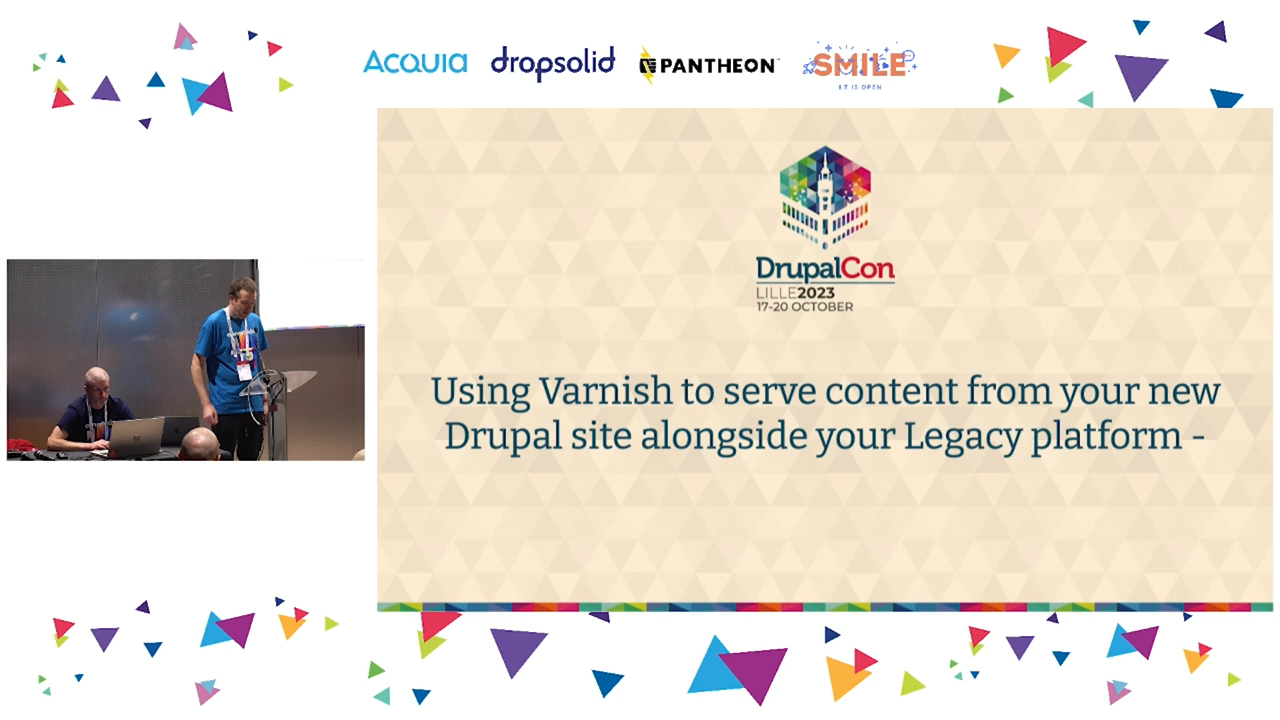 Acquia
dropsolid
PANTHEON
SMILE
I.T IS OPEN
DrupalCon
LILLE2023
17-20 OCTOBER
Using Varnish to serve content from your new
Drupal site alongside your Legacy platform -